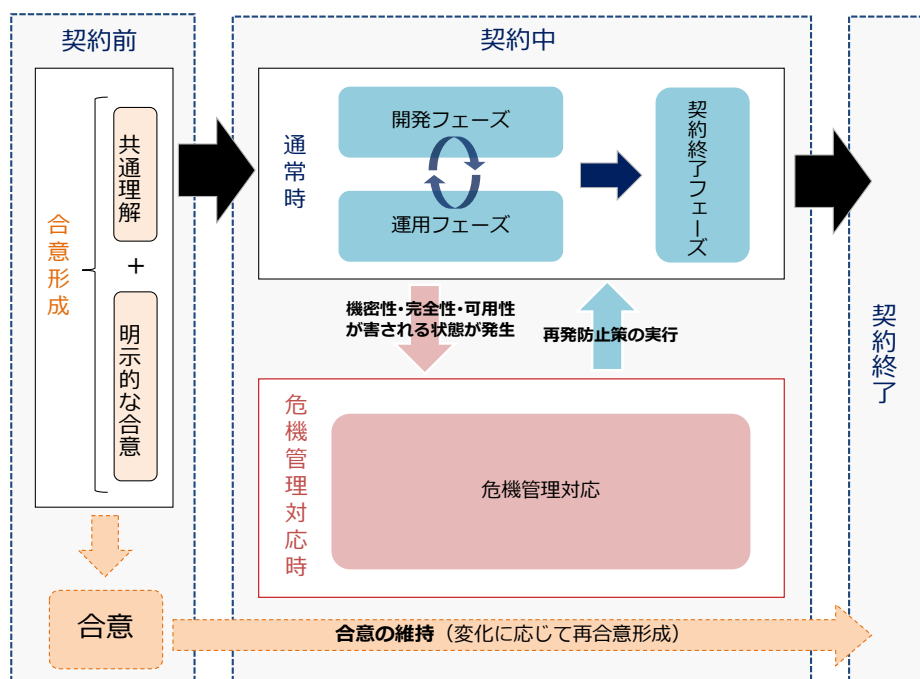 契約前
合意形成
共通理解
+
明示的な合意
合意
契約中
通常時
開発フェーズ
運用フェーズ
契約終了フェーズ
機密性・完全性・可用性
が害される状態が発生
再発防止策の実行
危機管理対応時
危機管理対応
合意の維持（変化に応じて再合意形成）
契約終了